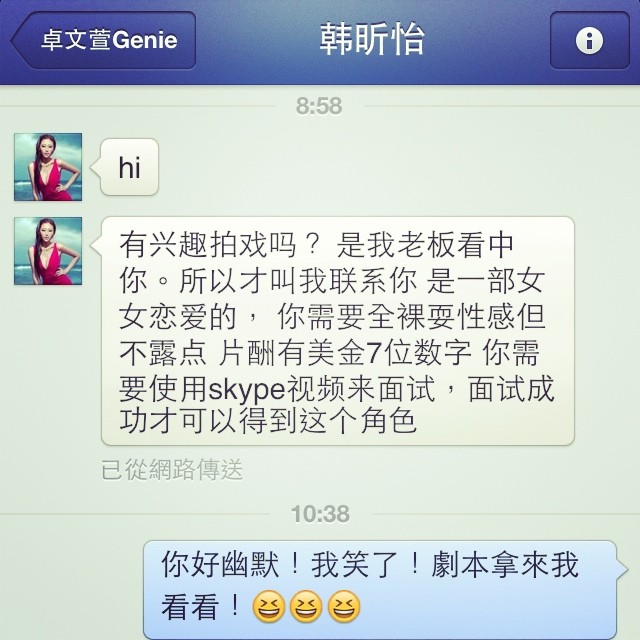 卓文萱Genie
韩昕怡
8:58
hi
有兴趣拍戏吗？ 是我老板看中
你。所以才叫我联系你 是一部女
女恋爱的， 你需要全裸耍性感但
不露点 片酬有美金7位数字 你需
要使用skype视频来面试，面试成
功才可以得到这个角色
已從網路傳送
10:38
你好幽默！我笑了！劇本拿來我
看看！😆😆😆